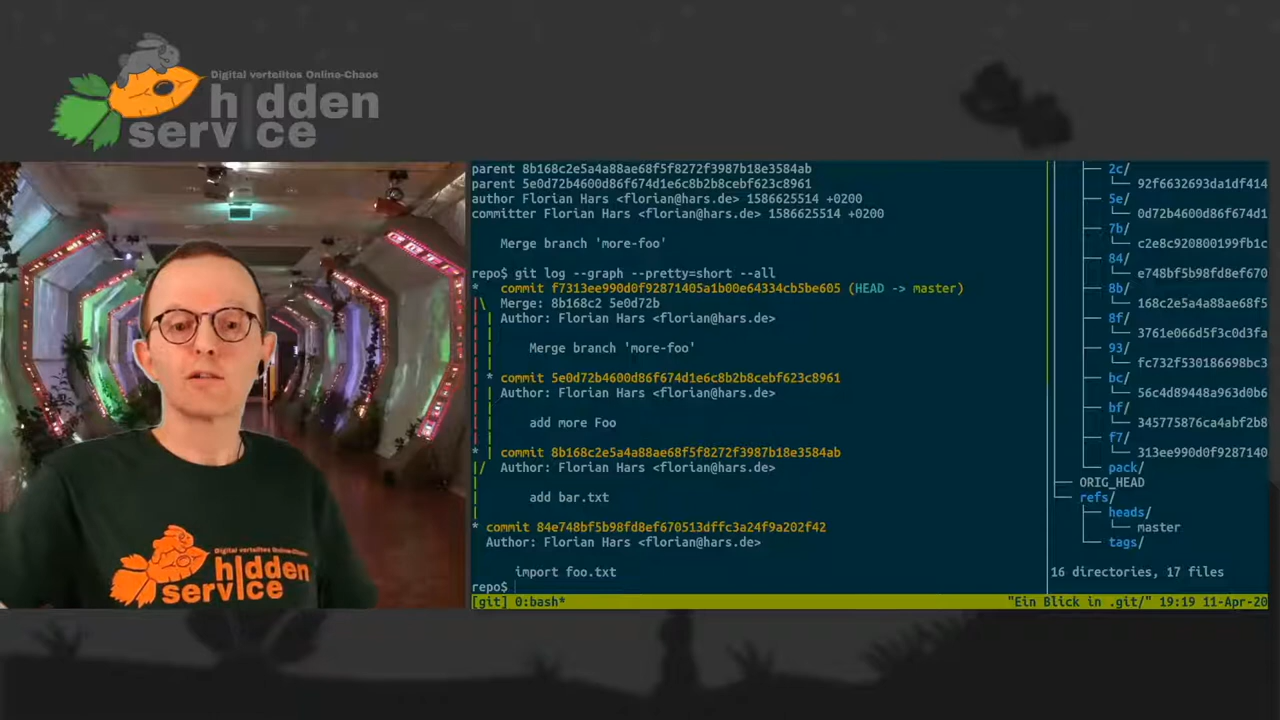 Digital verteiltes Online-Chaos
hidden
service
Digital verteiltes Online-Chaos
hidden
service
parent 8b168c2e5a4a88ae68f5f8272f3987b18e3584ab
parent 5e0d72b4600d86f674d1e6c8b2b8cebf623c8961
author Florian Hars <florian@hars.de> 1586625514 +0200
committer Florian Hars <florian@hars.de> 1586625514 +0200
Merge branch 'more-foo'
repo$ git log --graph --pretty=short --all
*   commit f7313ee990d0f92871405a1b00e64334cb5be605 (HEAD -> master)
|\  Merge: 8b168c2 5e0d72b
| | Author: Florian Hars <florian@hars.de>
| |
| |     Merge branch 'more-foo'
| |
| * commit 5e0d72b4600d86f674d1e6c8b2b8cebf623c8961
| | Author: Florian Hars <florian@hars.de>
| |
| |     add more Foo
| |
* | commit 8b168c2e5a4a88ae68f5f8272f3987b18e3584ab
|/  Author: Florian Hars <florian@hars.de>
|
|       add bar.txt
|
* commit 84e748bf5b98fd8ef670513dffc3a24f9a202f42
  Author: Florian Hars <florian@hars.de>
      import foo.txt
repo$
2c/
92f6632693da1df414
5e/
0d72b4600d86f674d1
7b/
c2e8c920800199fb1c
84/
e748bf5b98fd8ef670
8b/
168c2e5a4a88ae68f5
8f/
3761e066d5f3c0d3fa
93/
fc732f530186698bc3
bc/
56c4d89448a963d0b6
bf/
345775876ca4abf2b8
f7/
313ee990d0f9287140
pack/
ORIG_HEAD
refs/
heads/
master
tags/
16 directories, 17 files
[git] 0:bash*
"Ein Blick in .git/" 19:19 11-Apr-20